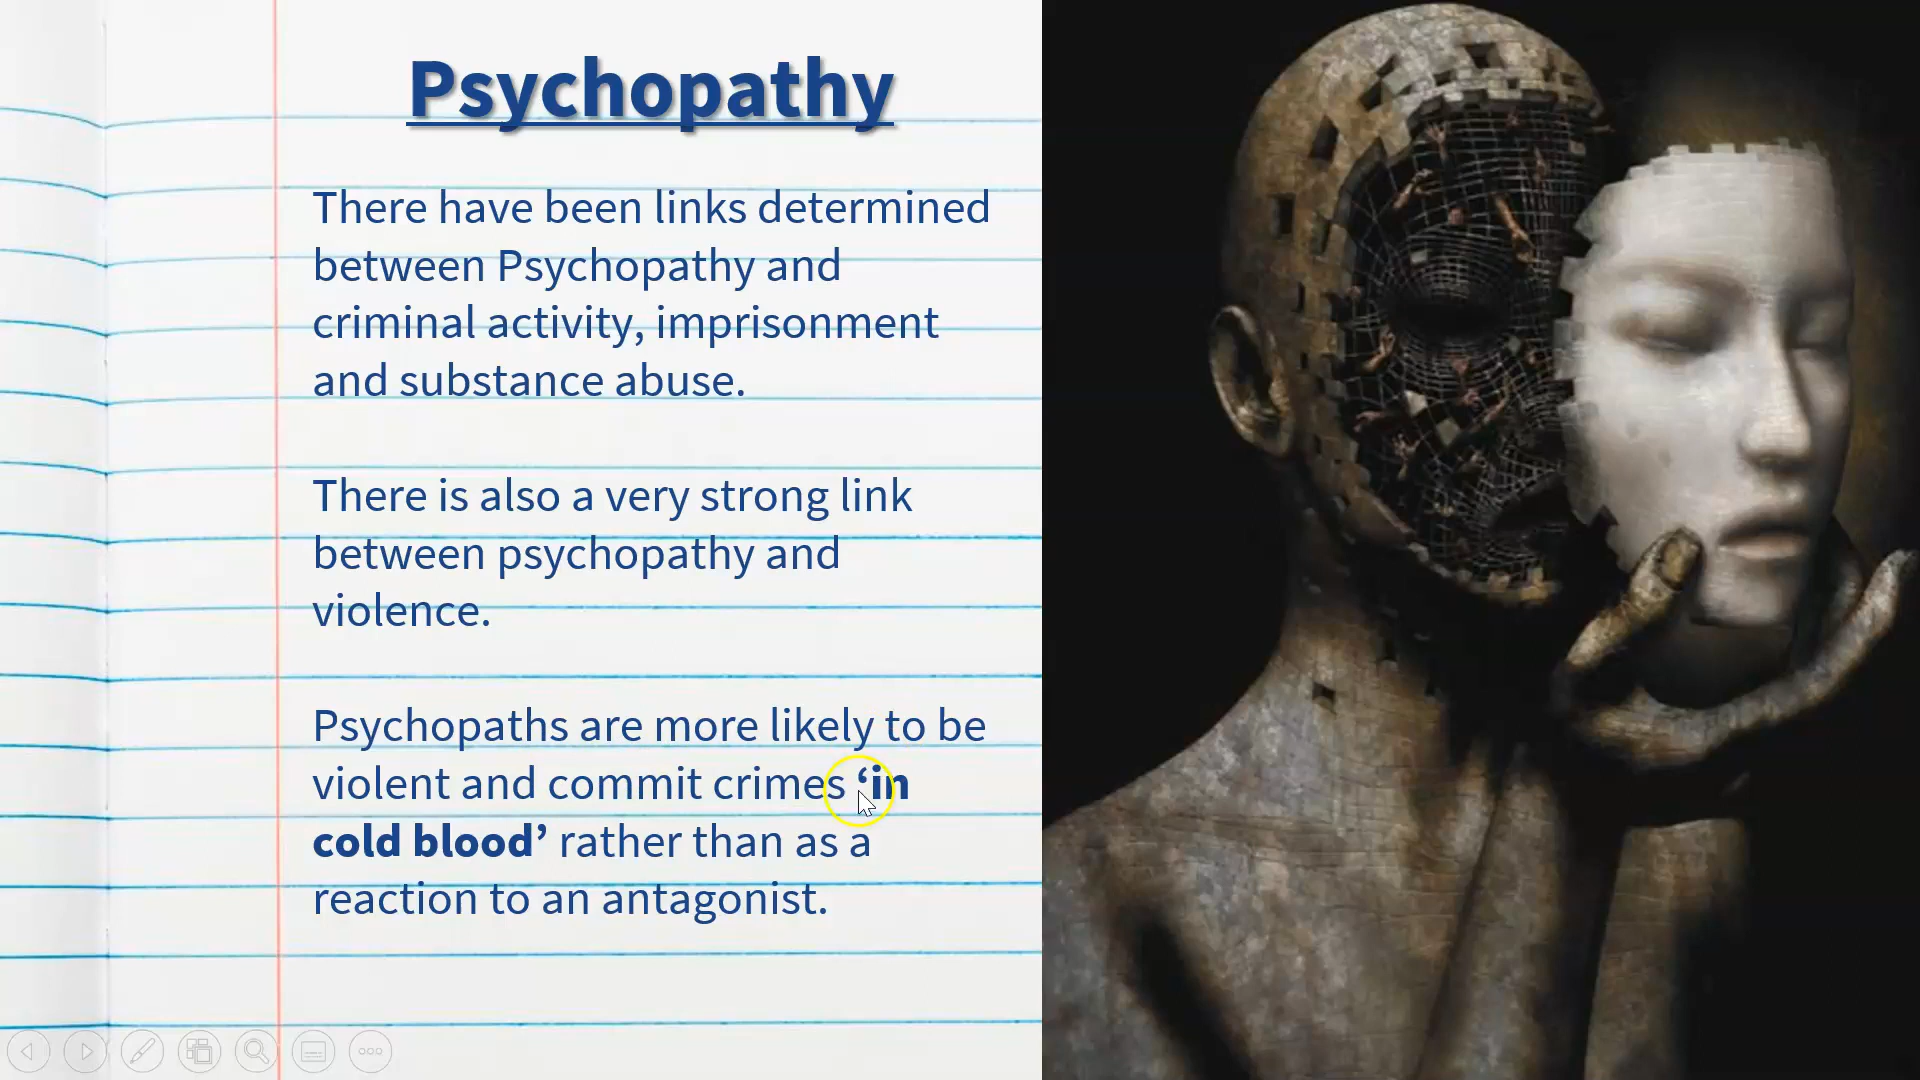 Psychopathy
There have been links determined
between Psychopathy and
criminal activity, imprisonment
and substance abuse.
There is also a very strong link
between psychopathy and
violence.
Psychopaths are more likely to be
violent and commit crimes ‘in
cold blood’ rather than as a
reaction to an antagonist.